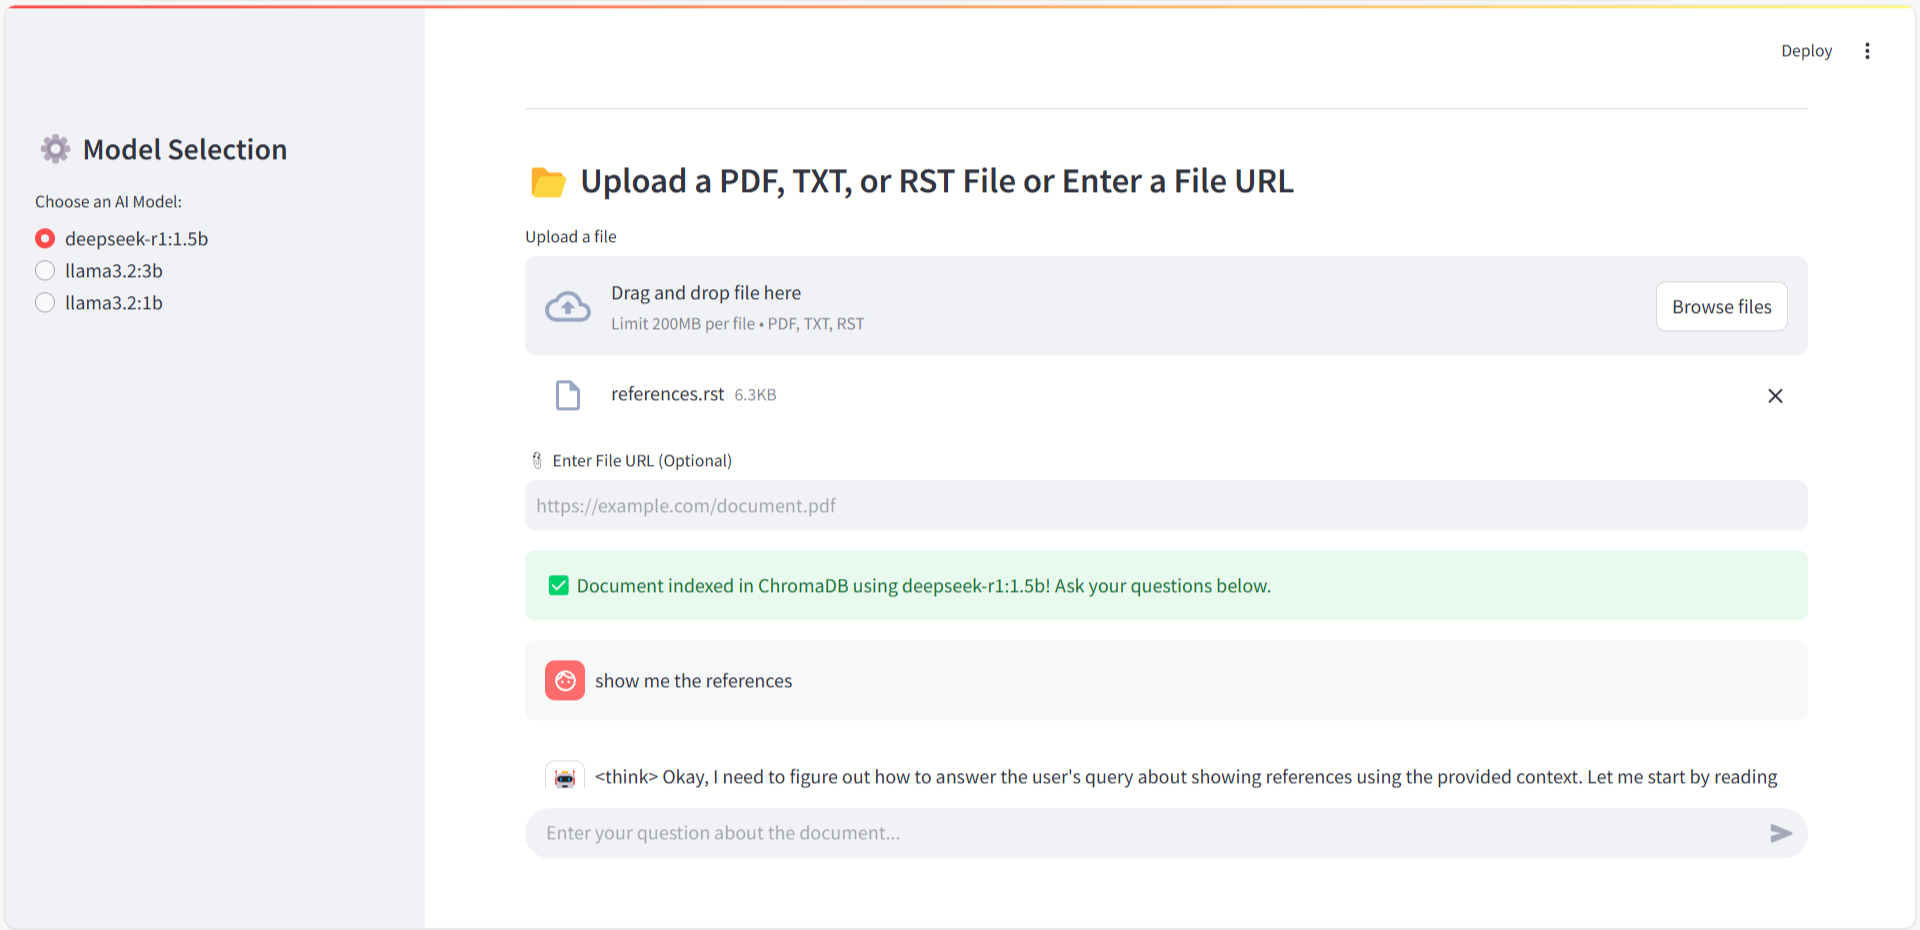 Deploy
Model Selection
Choose an AI Model:
deepseek-r1:1.5b
llama3.2:3b
llama3.2:1b
Upload a PDF, TXT, or RST File or Enter a File URL
Upload a file
Drag and drop file here
Limit 200MB per file • PDF, TXT, RST
Browse files
references.rst 6.3KB
Enter File URL (Optional)
https://example.com/document.pdf
Document indexed in ChromaDB using deepseek-r1:1.5b! Ask your questions below.
show me the references
<think> Okay, I need to figure out how to answer the user's query about showing references using the provided context. Let me start by reading
Enter your question about the document...